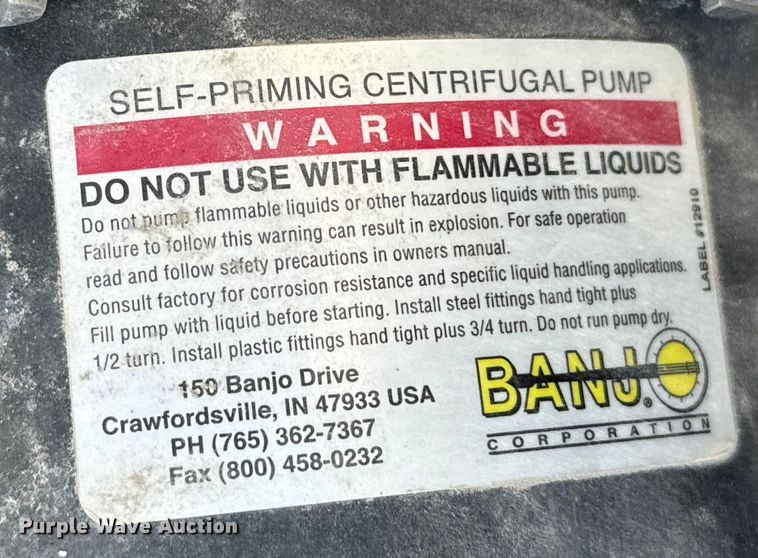 SELF-PRIMING CENTRIFUGAL PUMP
WARNING
DO NOT USE WITH FLAMMABLE LIQUIDS
Do not pump flammable liquids or other hazardous liquids with this pump.
Failure to follow this warning can result in explosion. For safe operation
read and follow safety precautions in owners manual.
Consult factory for corrosion resistance and specific liquid handling applications.
Fill pump with liquid before starting. Install steel fittings hand tight plus
1/2 turn. Install plastic fittings hand tight plus 3/4 turn. Do not run pump dry.
LABEL #12910
150 Banjo Drive
Crawfordsville, IN 47933 USA
PH (765) 362-7367
Fax (800) 458-0232
BANJO®
CORPORATION
Purple Wave Auction